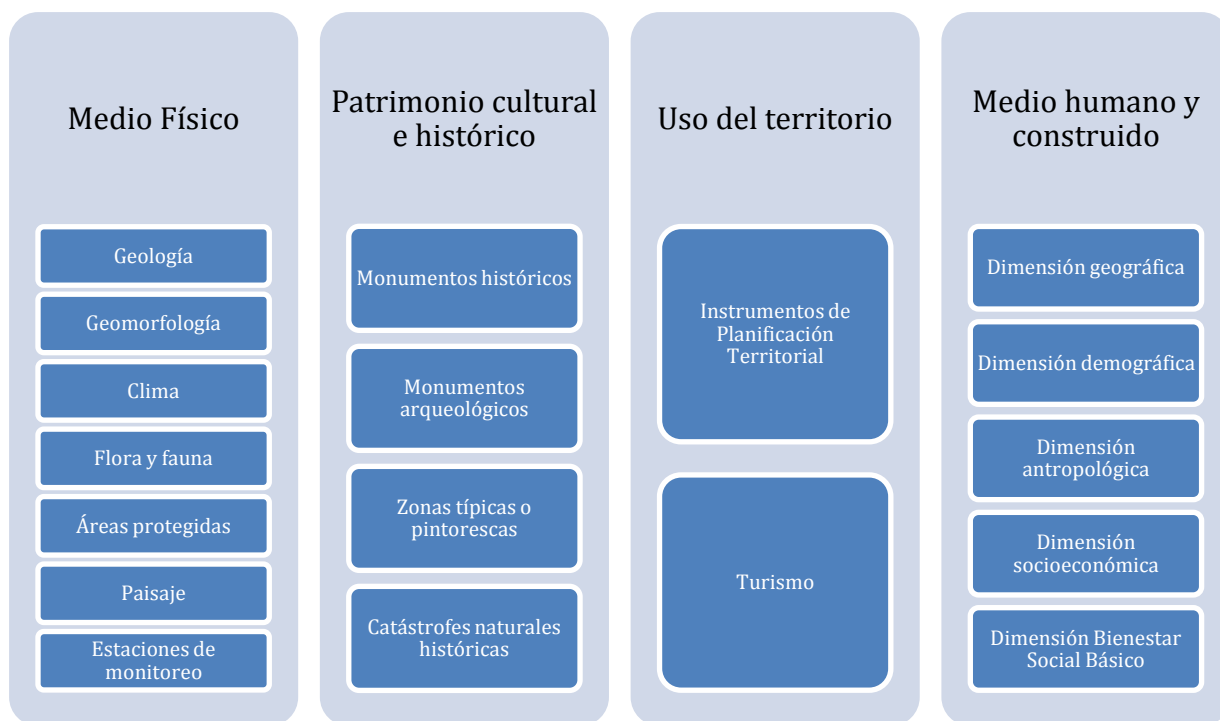 Medio Físico
Geología
Geomorfología
Clima
Flora y fauna
Áreas protegidas
Paisaje
Estaciones de
monitoreo
Patrimonio cultural
e histórico
Monumentos históricos
Monumentos
arqueológicos
Zonas típicas o
pintorescas
Catástrofes naturales
históricas
Uso del territorio
Instrumentos de
Planificación
Territorial
Turismo
Medio humano y
construido
Dimensión geográfica
Dimensión demográfica
Dimensión
antropológica
Dimensión
socioeconómica
Dimensión Bienestar
Social Básico